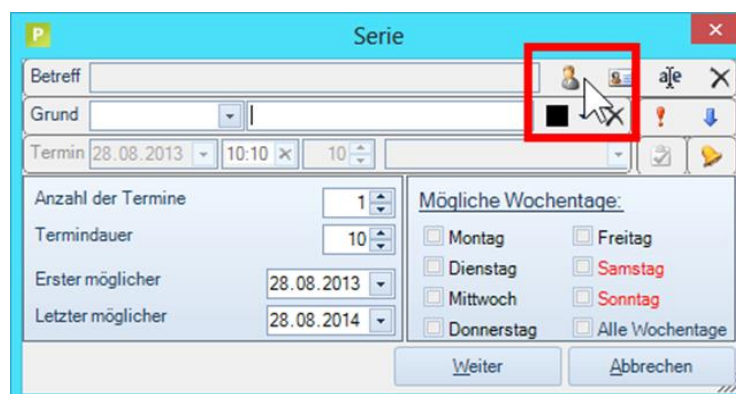 P Serie
Betreff a|e
Grund
Termin 28.08.2013 10:10 10
Anzahl der Termine 1
Termindauer 10
Erster möglicher 28.08.2013
Letzter möglicher 28.08.2014
Mögliche Wochentage:
Montag Freitag
Dienstag Samstag
Mittwoch Sonntag
Donnerstag Alle Wochentage
Weiter Abbrechen